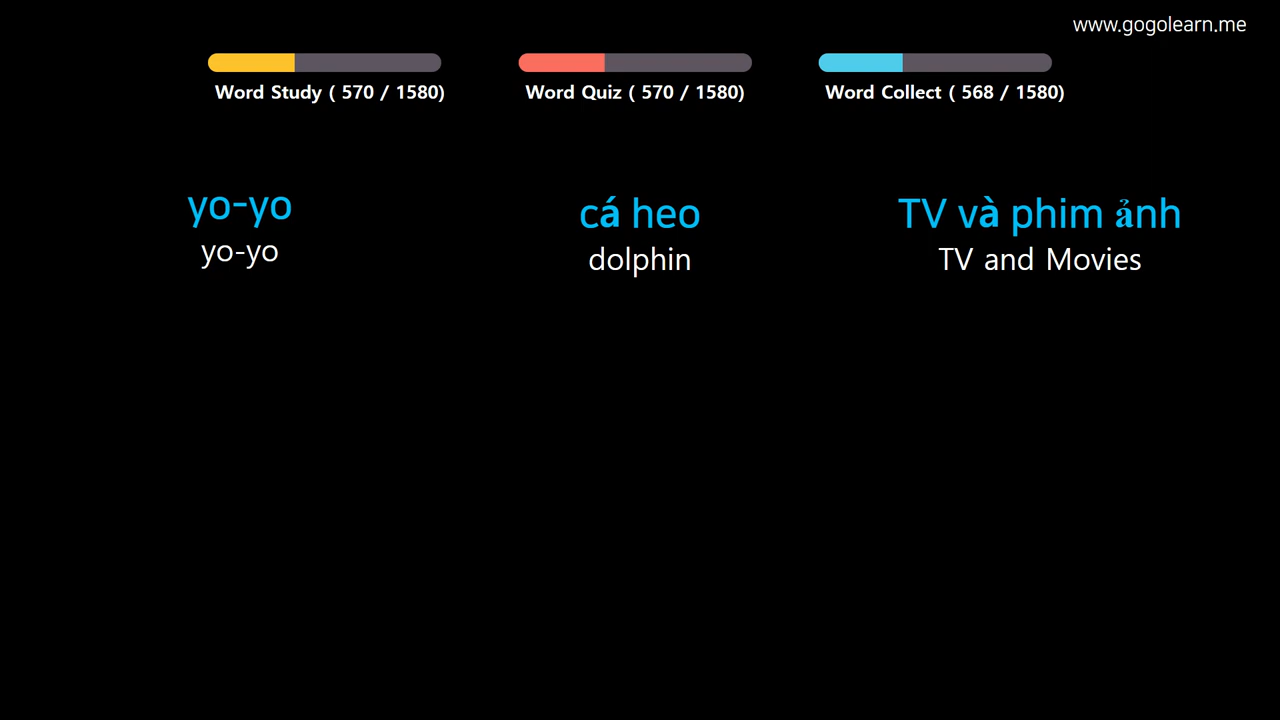 www.gogolearn.me
Word Study ( 570 / 1580)
Word Quiz ( 570 / 1580)
Word Collect ( 568 / 1580)
yo-yo
yo-yo
cá heo
dolphin
TV và phim ảnh
TV and Movies